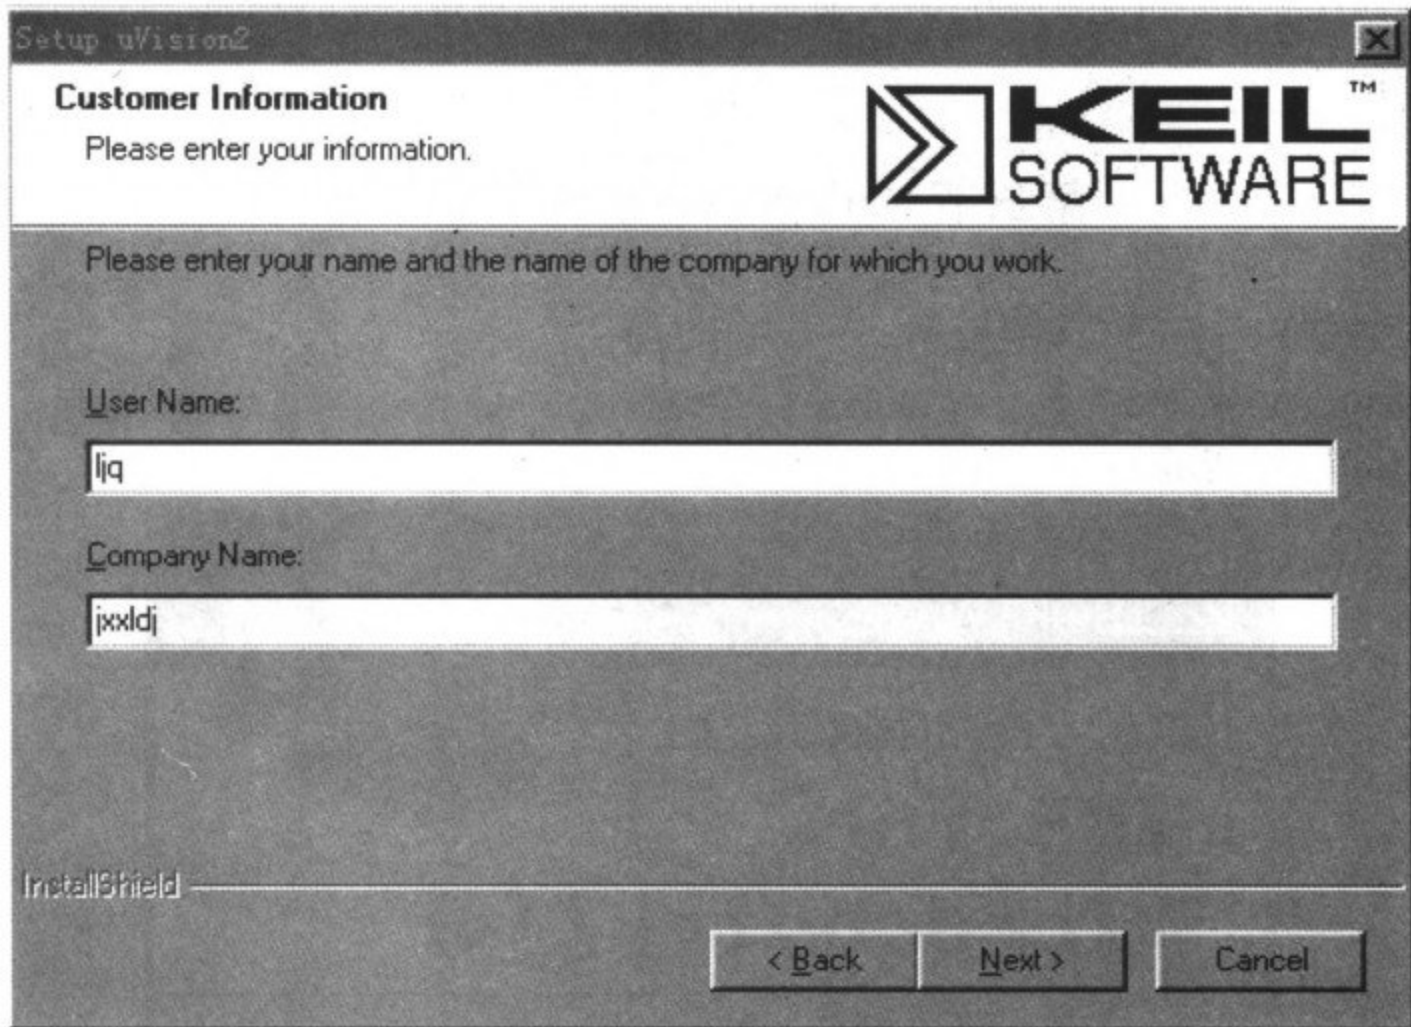 Setup uVision2
Customer Information
Please enter your information.
KEIL™
SOFTWARE
Please enter your name and the name of the company for which you work.
User Name:
ljq
Company Name:
jxxldj
InstallShield
< Back
Next >
Cancel